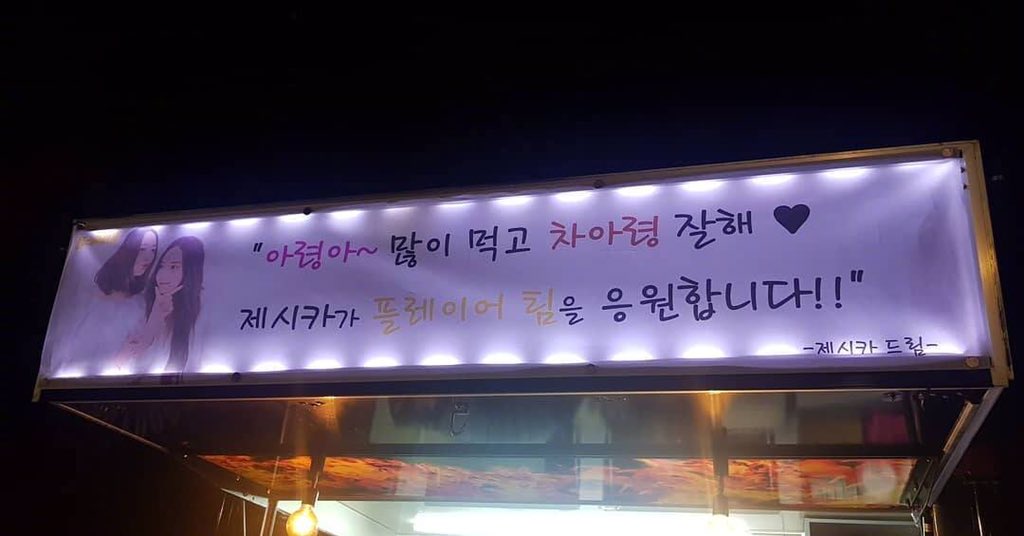 "아령아~ 많이 먹고 차아령 잘해 ♥
제시카가 플레이어 팀을 응원합니다!!"
-제시카 드림-